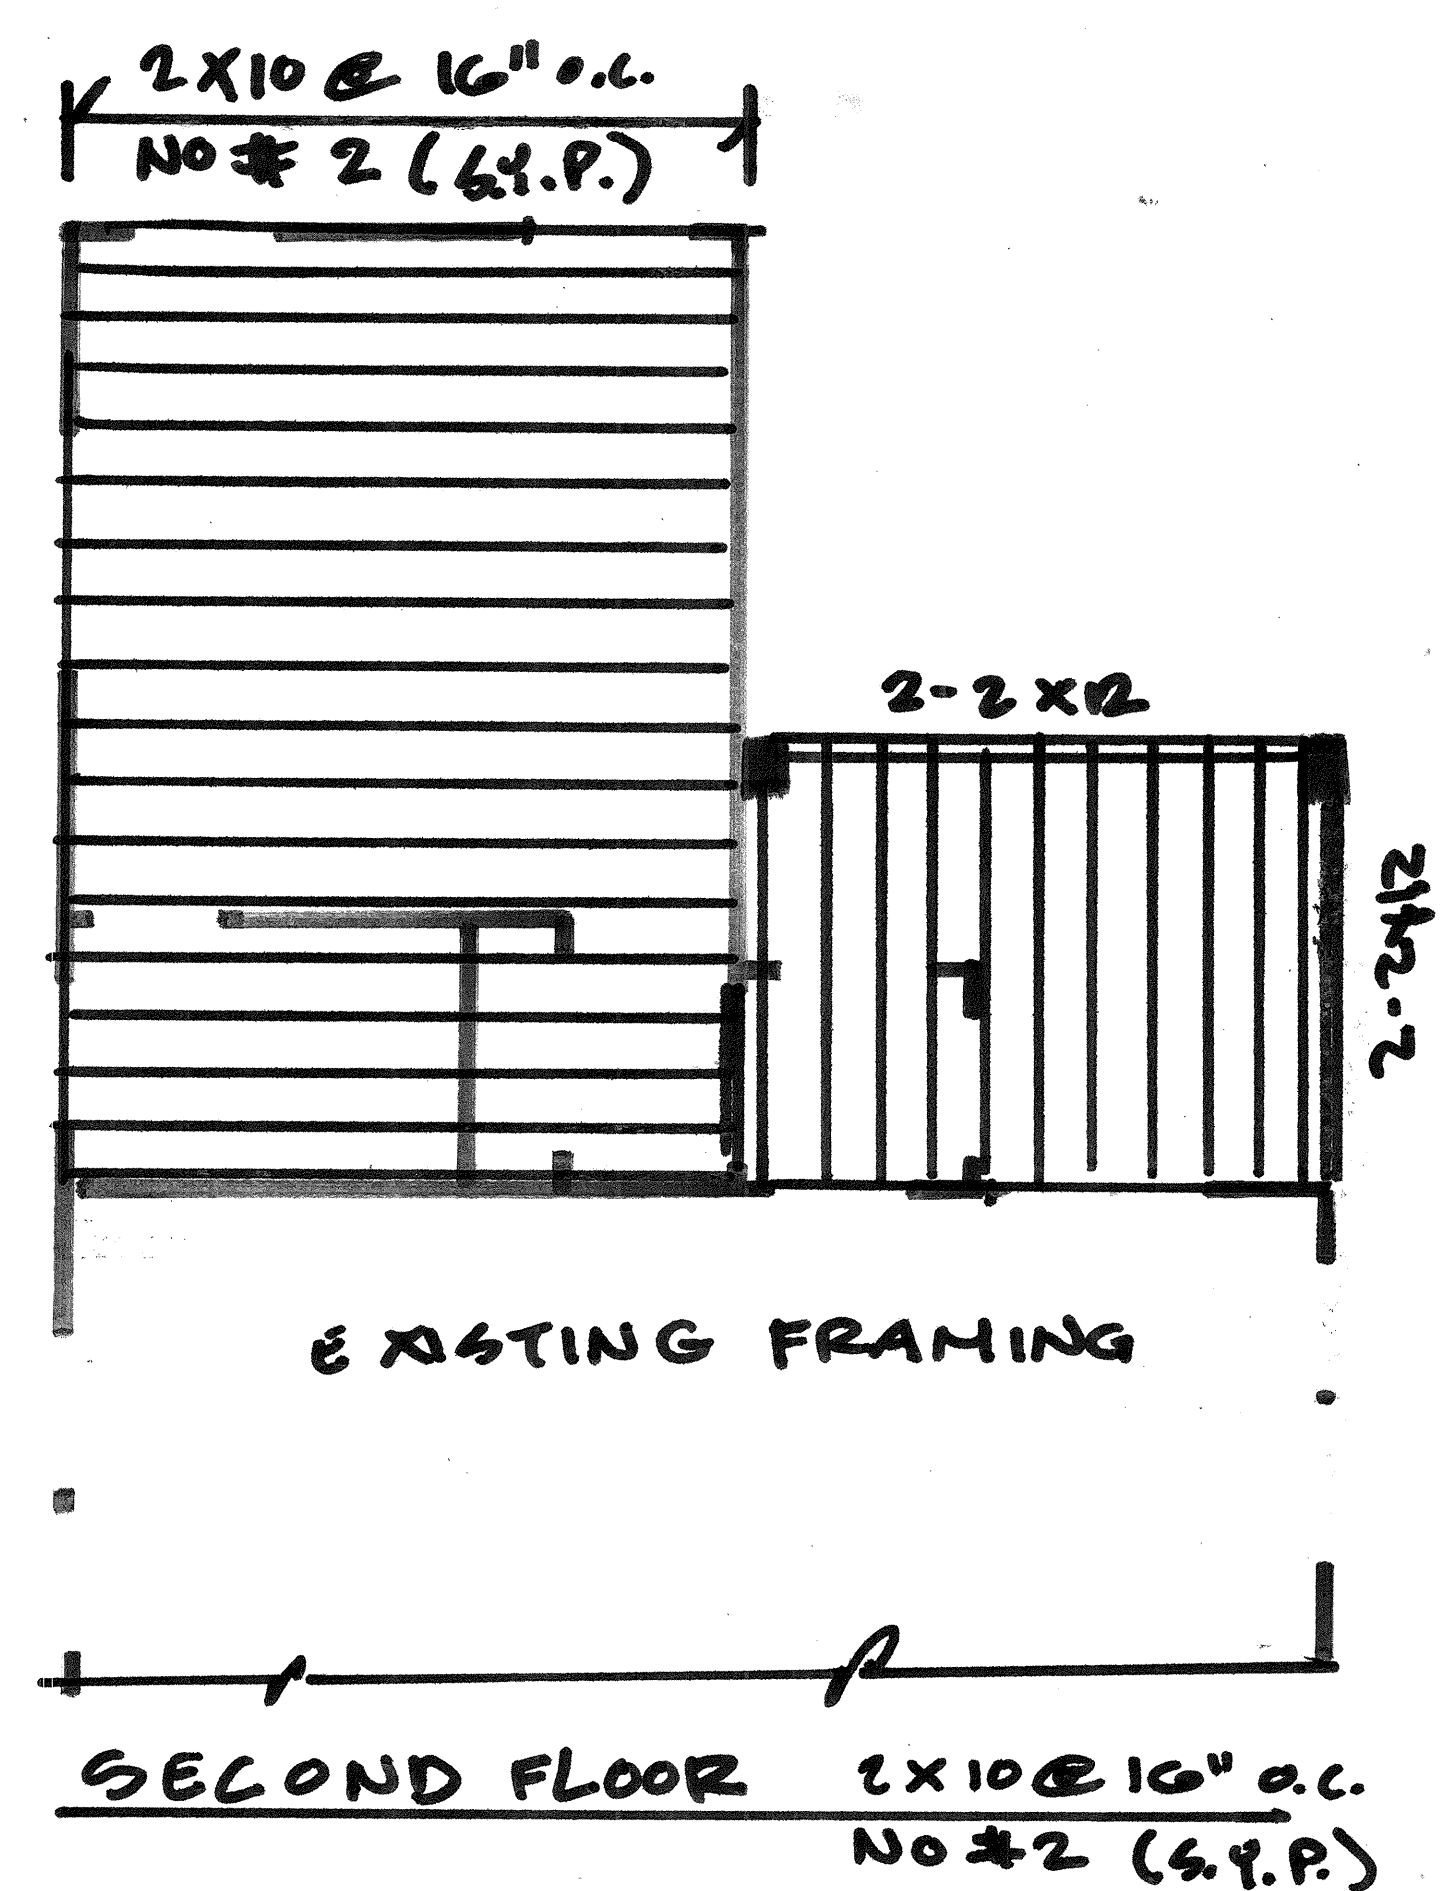 2X10 @ 16" O.C.
NO # 2 (S.Y.P.)
2-2X12
2-2X12
EXISTING FRAMING
SECOND FLOOR 2X10 @ 16" O.C.
NO #2 (S.Y.P.)